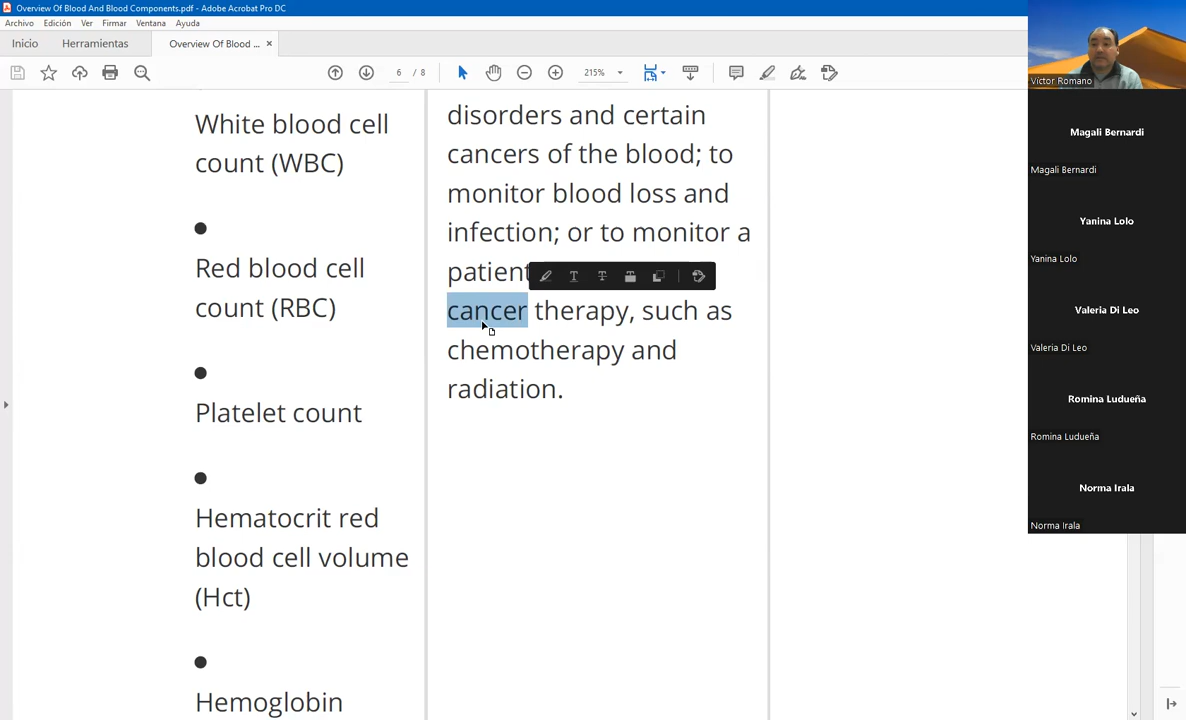 Overview Of Blood And Blood Components.pdf - Adobe Acrobat Pro DC
Archivo Edición Ver Firmar Ventana Ayuda
Inicio Herramientas Overview Of Blood ... ×
6 / 8 215%
White blood cell
count (WBC)
Red blood cell
count (RBC)
Platelet count
Hematocrit red
blood cell volume
(Hct)
Hemoglobin
disorders and certain
cancers of the blood; to
monitor blood loss and
infection; or to monitor a
patient
cancer therapy, such as
chemotherapy and
radiation.
Víctor Romano
Magali Bernardi
Magali Bernardi
Yanina Lolo
Yanina Lolo
Valeria Di Leo
Valeria Di Leo
Romina Ludueña
Romina Ludueña
Norma Irala
Norma Irala